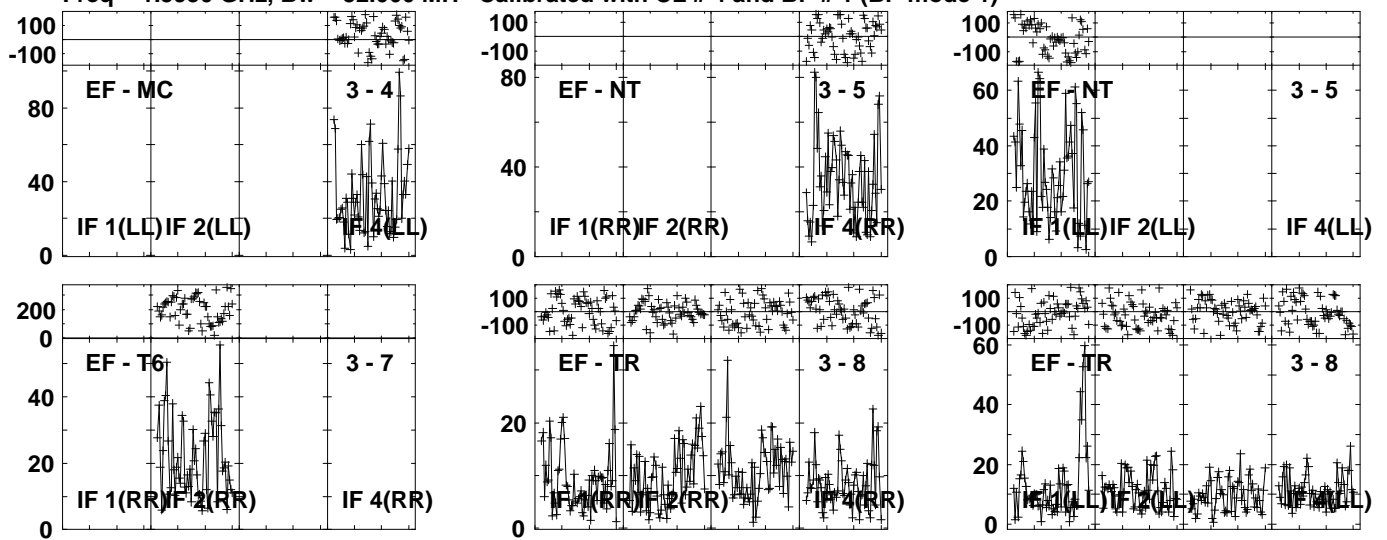 100
-100
EF - MC 3 - 4
80
40
0
IF 1(LL) IF 2(LL) IF 4(LL)
100
-100
EF - NT 3 - 5
80
40
0
IF 1(RR) IF 2(RR) IF 4(RR)
100
-100
EF - NT 3 - 5
60
40
20
0
IF 1(LL) IF 2(LL) IF 4(LL)
200
0
EF - T6 3 - 7
40
20
0
IF 1(RR) IF 2(RR) IF 4(RR)
100
-100
EF - TR 3 - 8
20
0
IF 1(RR) IF 2(RR) IF 4(RR)
100
-100
EF - TR 3 - 8
60
40
20
0
IF 1(LL) IF 2(LL) IF 4(LL)